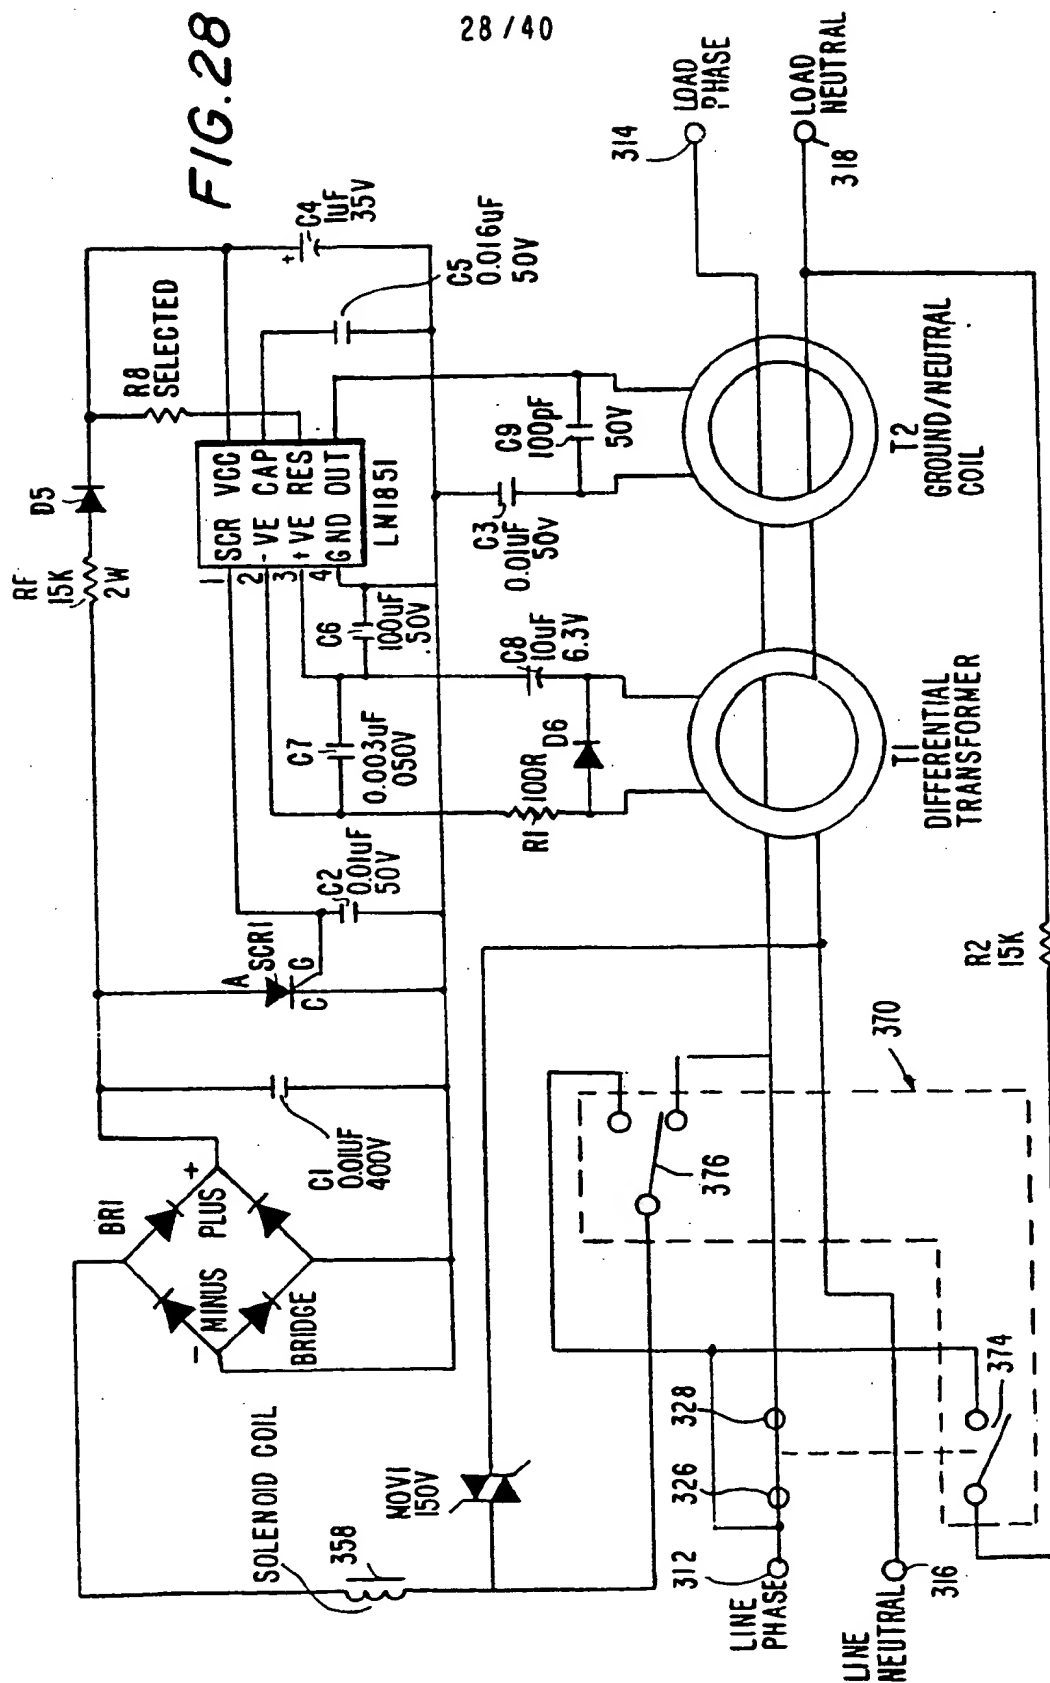 28/40
FIG.28
D5
RF
15K
2W
R8
SELECTED
C4
1uF
35V
+
C5
0.016uF
50V
SCR VCC
-VE CAP
+VE RES
GND OUT
LM1851
1
2
3
4
C6
100uF
50V
C7
0.003uF
050V
C3
0.01uF
50V
C9
100pF
50V
C8
10uF
6.3V
D6
R1
100R
C2
0.01uF
50V
A
SCR1
C
G
C1
0.01UF
400V
BR1
+
PLUS
MINUS
-
BRIDGE
SOLENOID COIL
358
MOV1
150V
314
LOAD
PHASE
LOAD
NEUTRAL
318
T2
GROUND/NEUTRAL
COIL
T1
DIFFERENTIAL
TRANSFORMER
R2
15K
370
376
374
328
326
312
LINE
PHASE
LINE
NEUTRAL
316